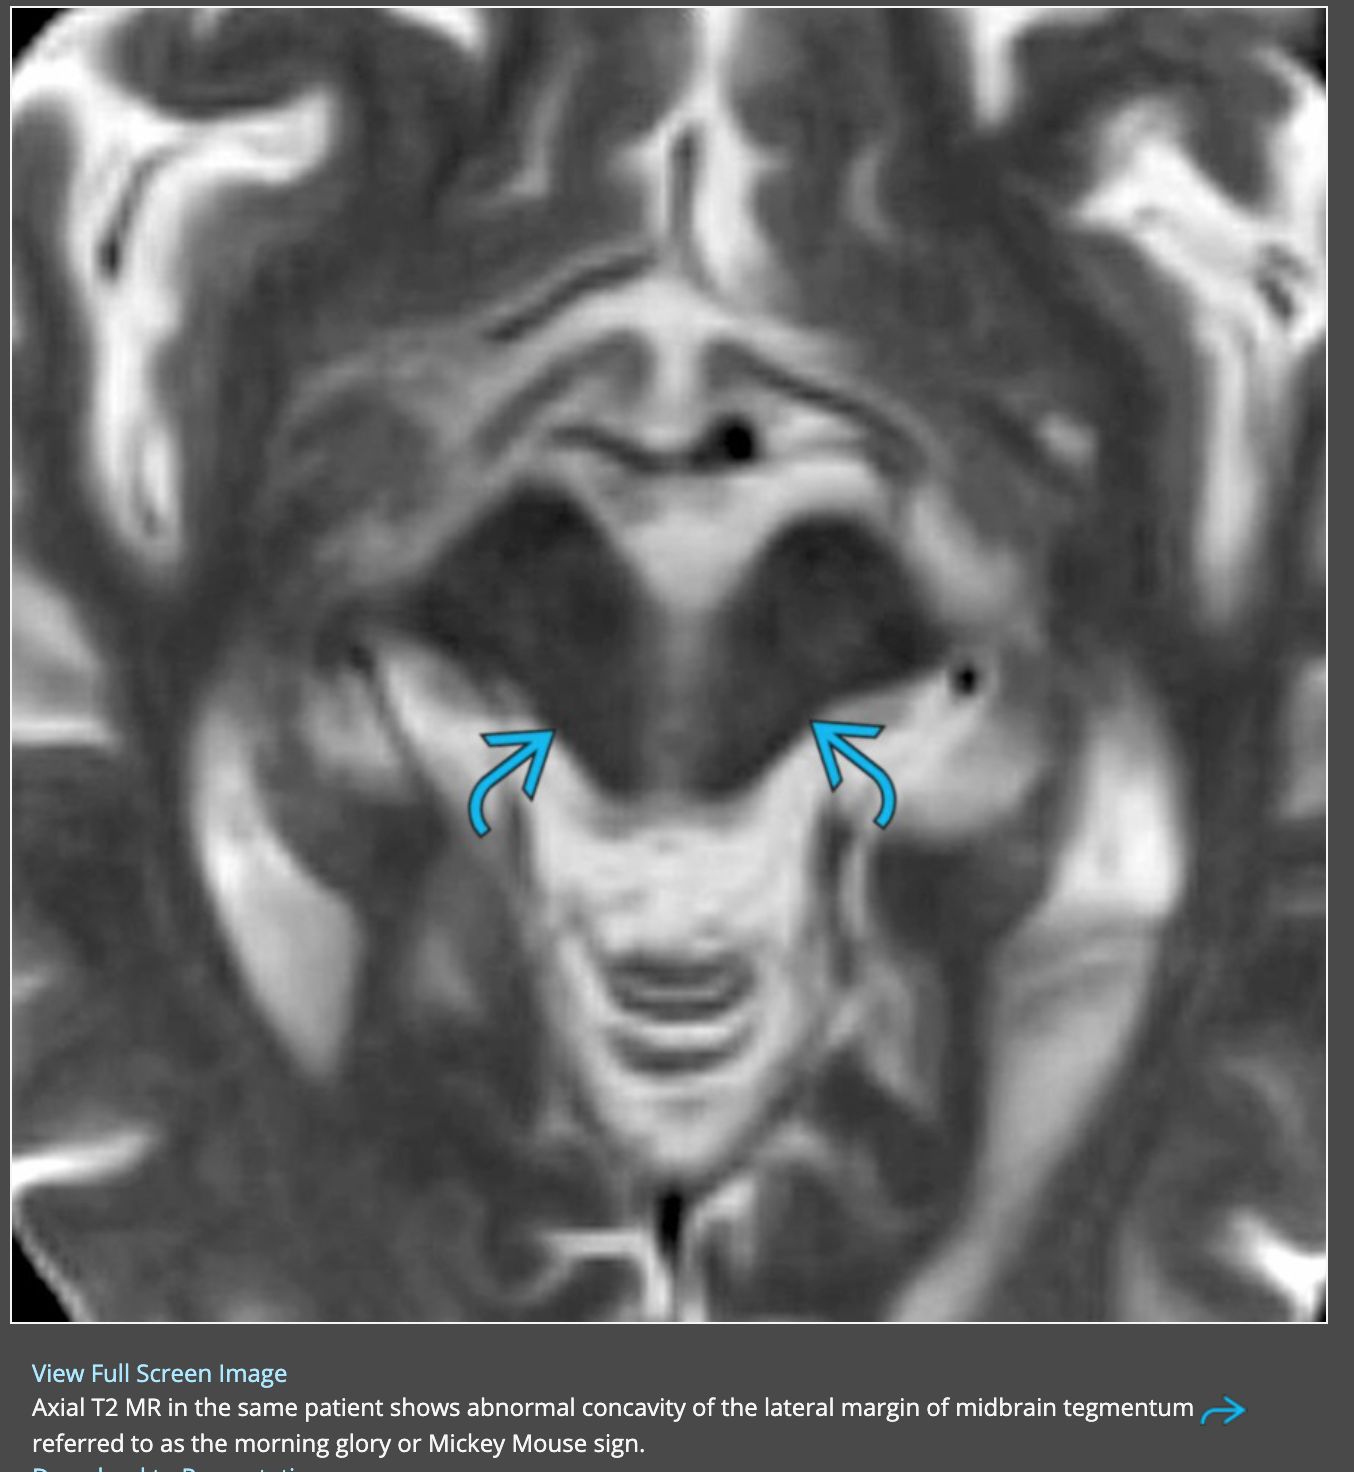 View Full Screen Image
Axial T2 MR in the same patient shows abnormal concavity of the lateral margin of midbrain tegmentum
referred to as the morning glory or Mickey Mouse sign.